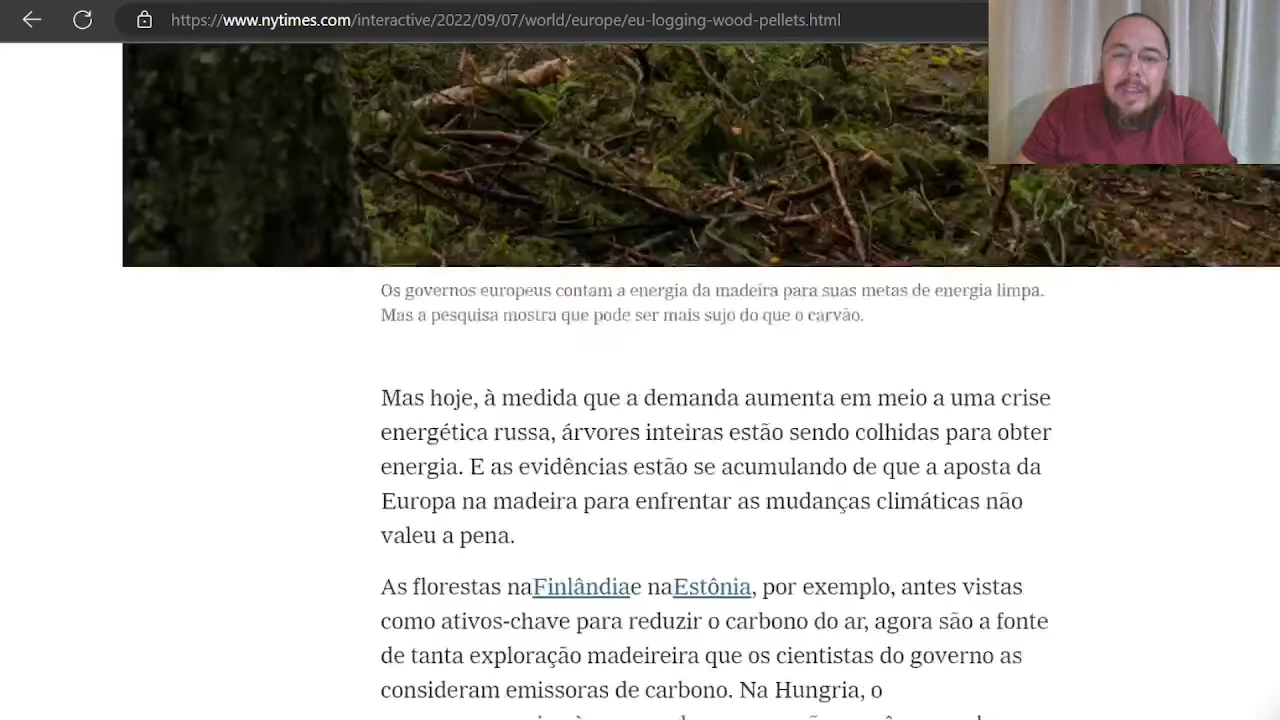 https://www.nytimes.com/interactive/2022/09/07/world/europe/eu-logging-wood-pellets.html
Os governos europeus contam a energia da madeira para suas metas de energia limpa.
Mas a pesquisa mostra que pode ser mais sujo do que o carvão.
Mas hoje, à medida que a demanda aumenta em meio a uma crise
energética russa, árvores inteiras estão sendo colhidas para obter
energia. E as evidências estão se acumulando de que a aposta da
Europa na madeira para enfrentar as mudanças climáticas não
valeu a pena.
As florestas naFinlândiae naEstônia, por exemplo, antes vistas
como ativos-chave para reduzir o carbono do ar, agora são a fonte
de tanta exploração madeireira que os cientistas do governo as
consideram emissoras de carbono. Na Hungria, o